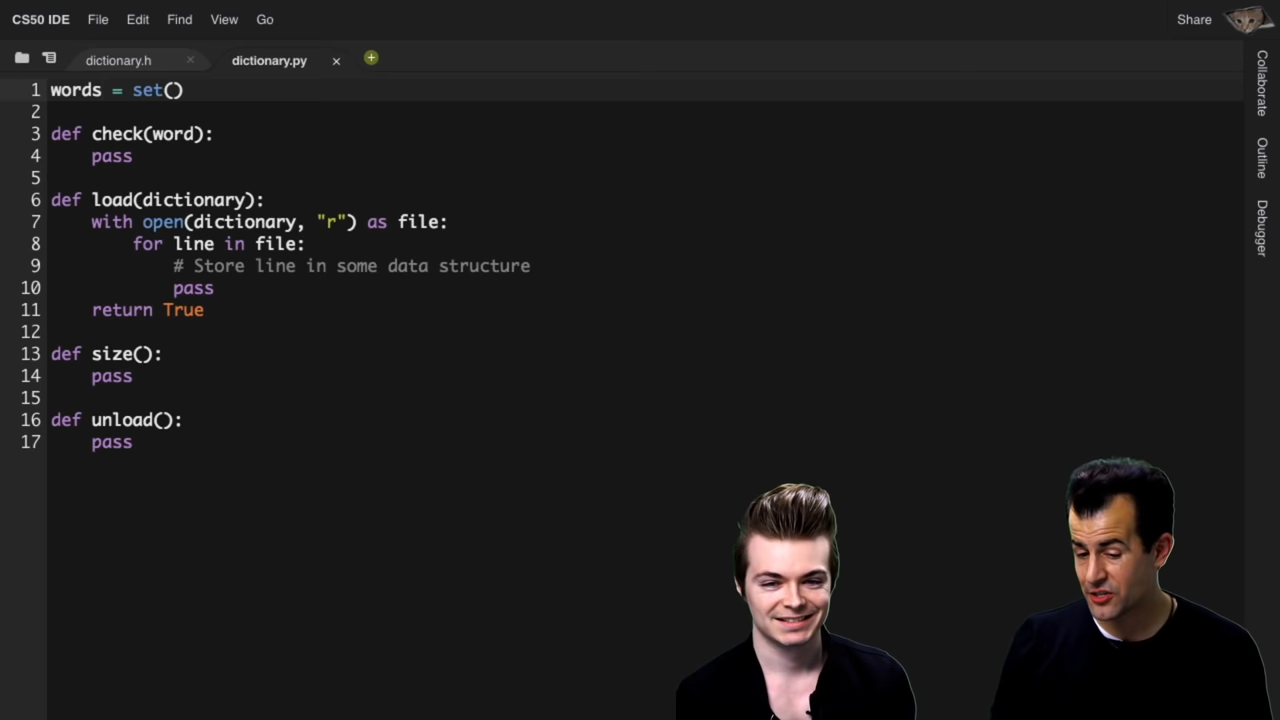 CS50 IDE File Edit Find View Go Share
dictionary.h × dictionary.py ×
1 words = set()
2
3 def check(word):
4     pass
5
6 def load(dictionary):
7     with open(dictionary, "r") as file:
8         for line in file:
9             # Store line in some data structure
10             pass
11     return True
12
13 def size():
14     pass
15
16 def unload():
17     pass
Collaborate
Outline
Debugger